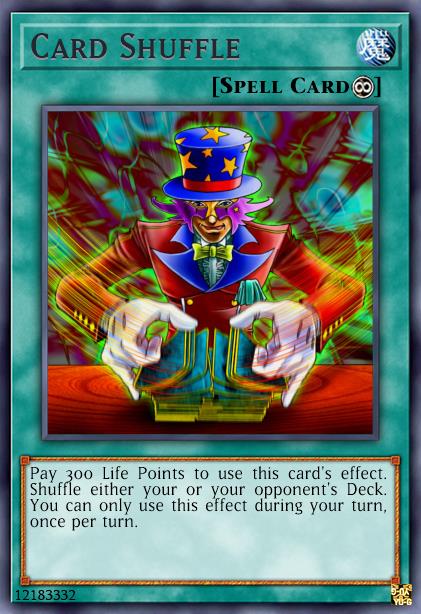 Card Shuffle
[Spell Card♾]
Pay 300 Life Points to use this card's effect.
Shuffle either your or your opponent's Deck.
You can only use this effect during your turn,
once per turn.
12183332